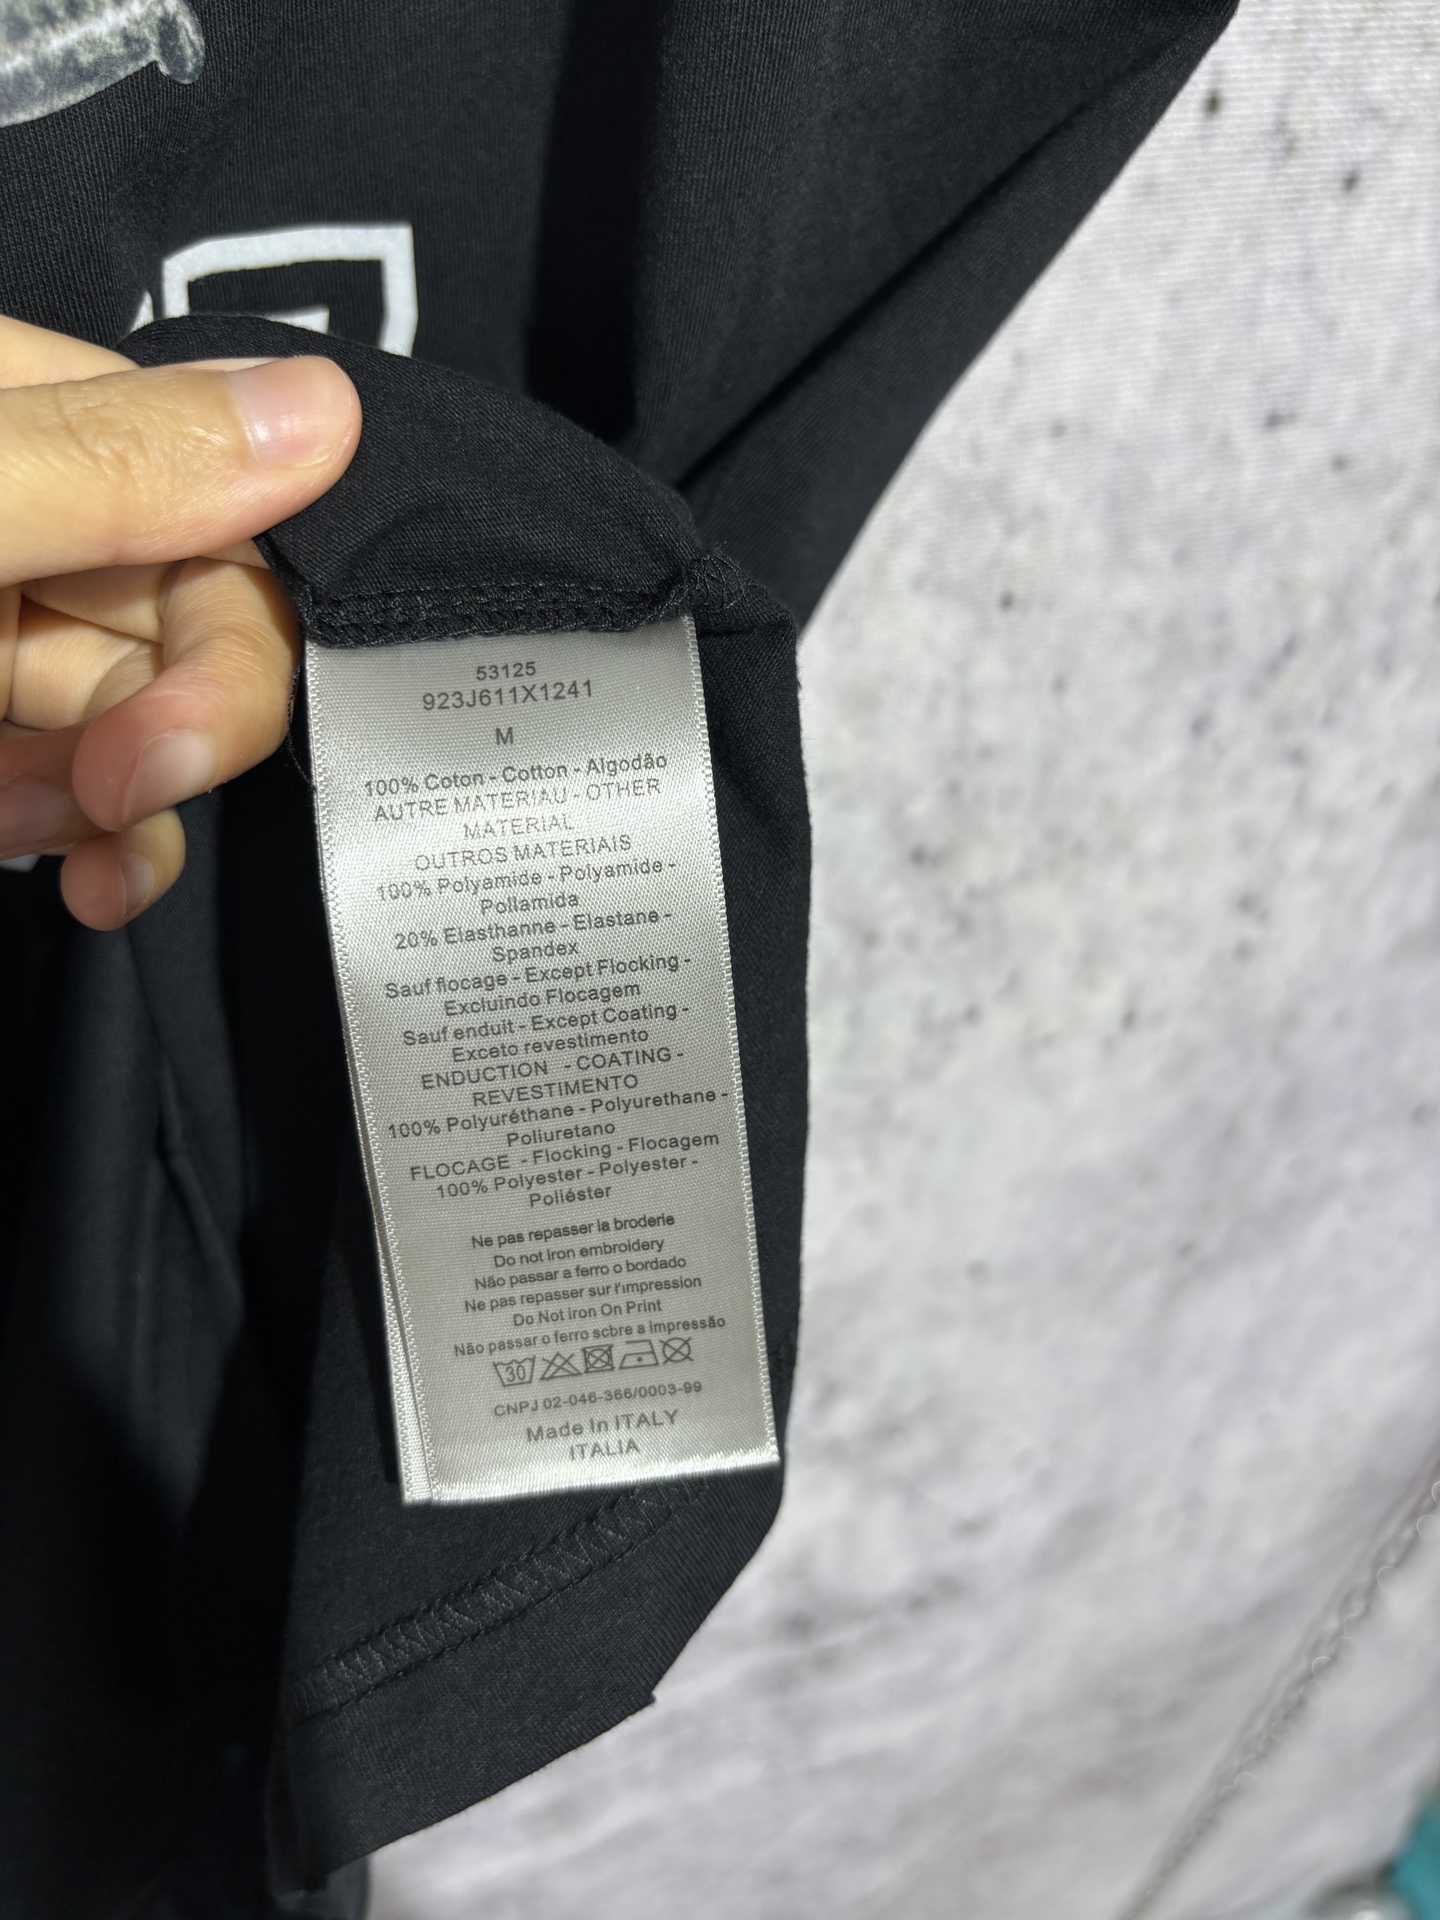 53125
923J611X1241
M
100% Coton - Cotton - Algodão
AUTRE MATERIAU - OTHER
MATERIAL
OUTROS MATERIAIS
100% Polyamide - Polyamide -
Pollamida
20% Elasthanne - Elastane -
Spandex
Sauf flocage - Except Flocking -
Excluindo Flocagem
Sauf enduit - Except Coating -
Exceto revestimento
ENDUCTION - COATING -
REVESTIMENTO
100% Polyuréthane - Polyurethane -
Poliuretano
FLOCAGE - Flocking - Flocagem
100% Polyester - Polyester -
Poliéster
Ne pas repasser la broderie
Do not Iron embroidery
Não passar a ferro o bordado
Ne pas repasser sur l'impression
Do Not iron On Print
Não passar o ferro scbre a impressão
30
CNPJ 02-046-366/0003-99
Made In ITALY
ITALIA